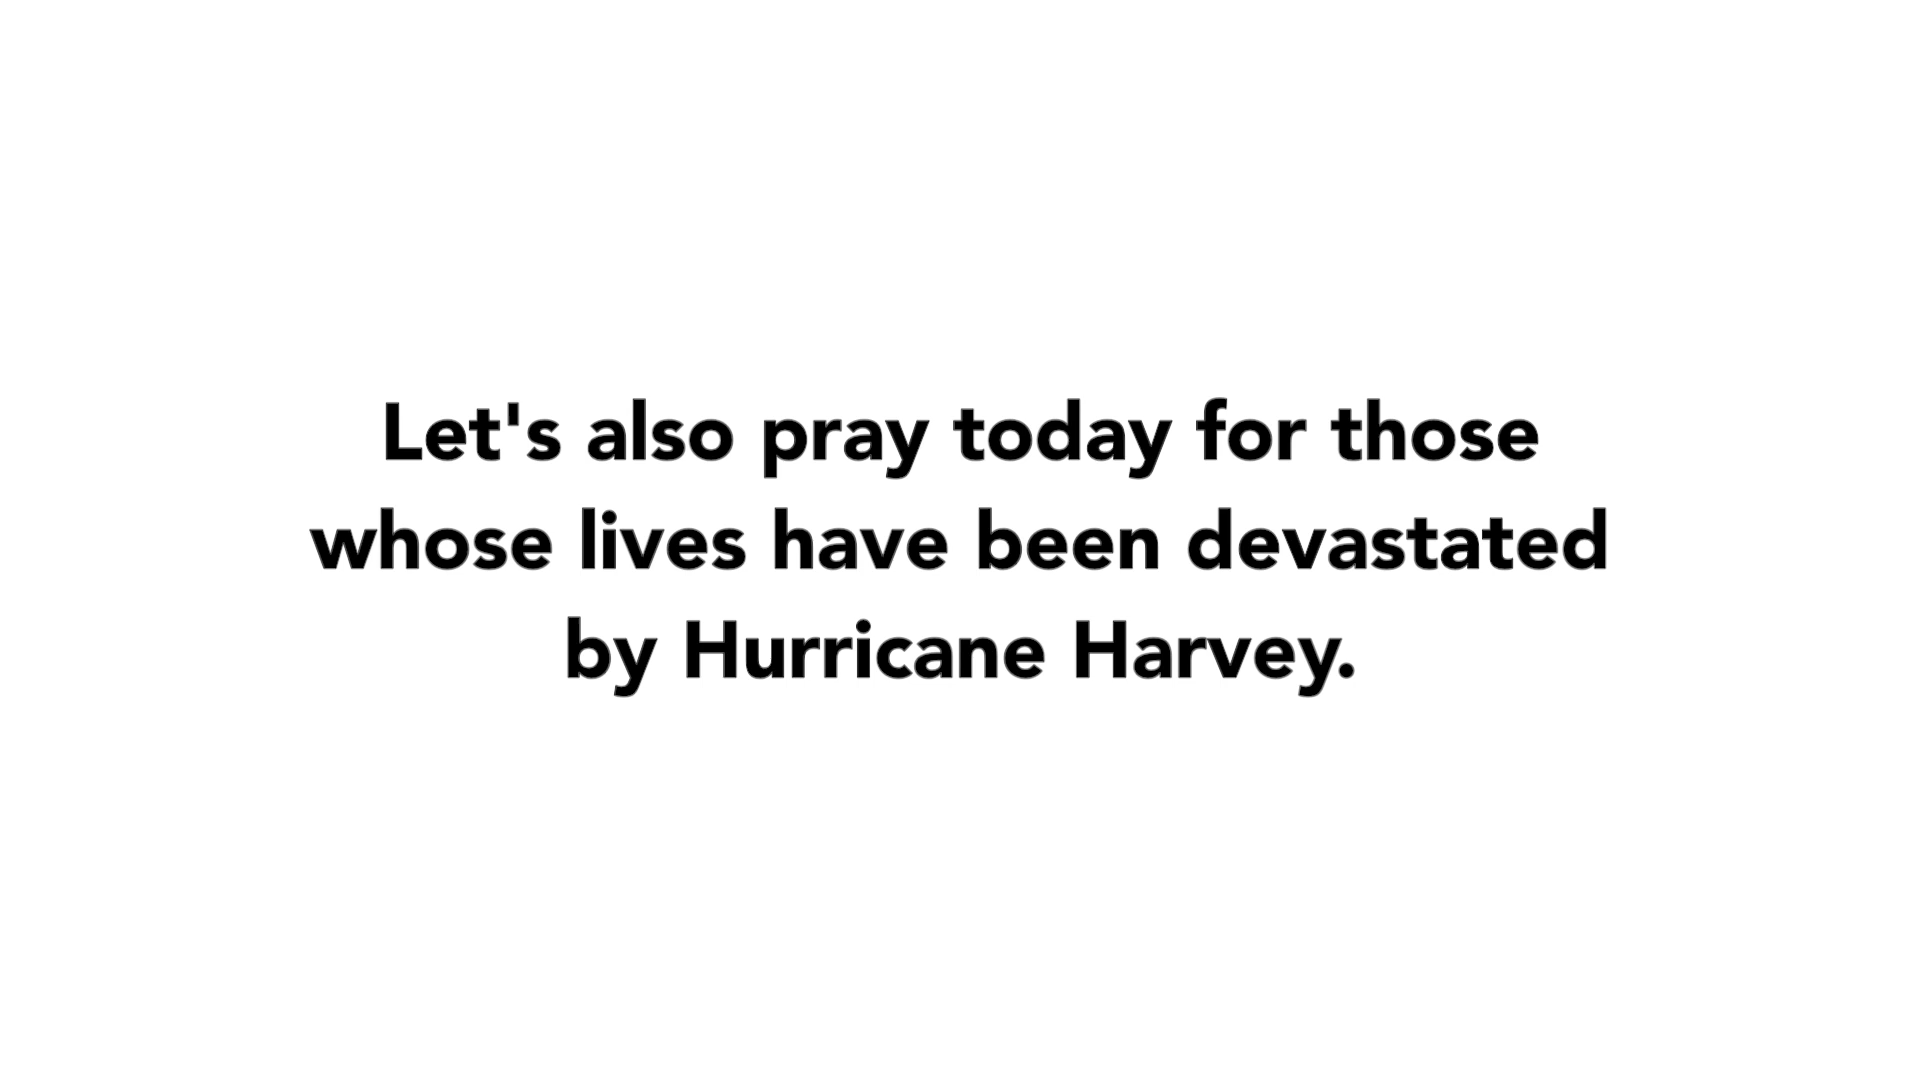 Let's also pray today for those
whose lives have been devastated
by Hurricane Harvey.